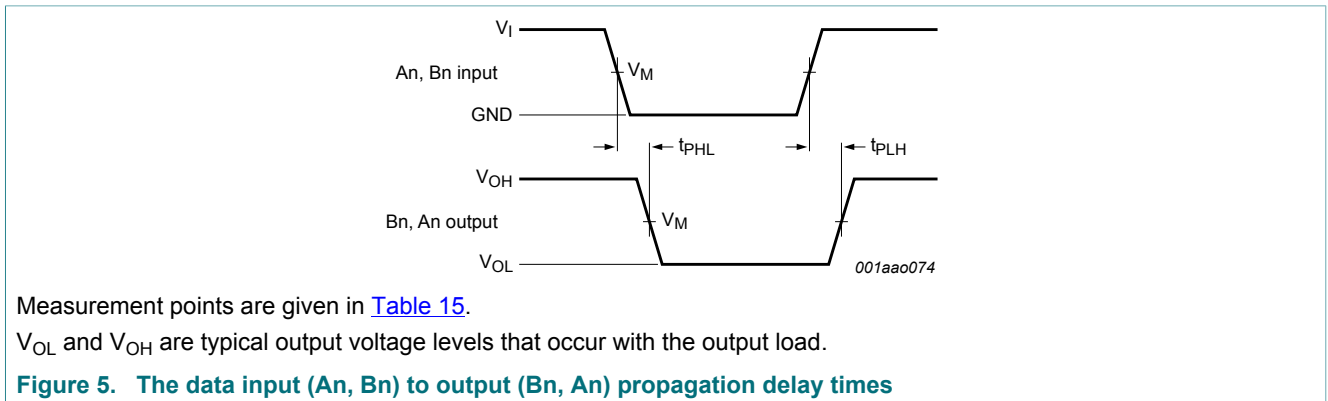 VI
An, Bn input
VM
GND
tPHL
tPLH
VOH
Bn, An output
VM
VOL
001aao074
Measurement points are given in Table 15.
VOL and VOH are typical output voltage levels that occur with the output load.
Figure 5. The data input (An, Bn) to output (Bn, An) propagation delay times